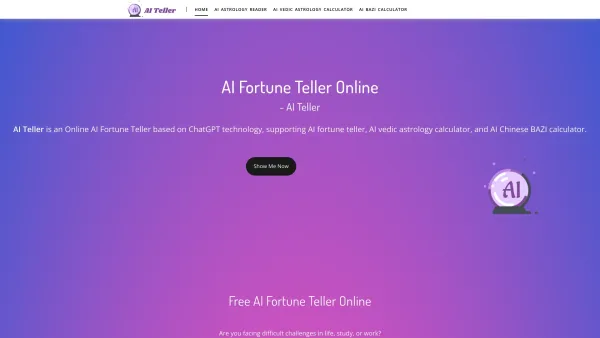 AI Teller
HOME AI ASTROLOGY READER AI VEDIC ASTROLOGY CALCULATOR AI BAZI CALCULATOR
AI Fortune Teller Online
- AI Teller
AI Teller is an Online AI Fortune Teller based on ChatGPT technology, supporting AI fortune teller, AI vedic astrology calculator, and AI Chinese BAZI calculator.
Show Me Now
AI
Free AI Fortune Teller Online
Are you facing difficult challenges in life, study, or work?